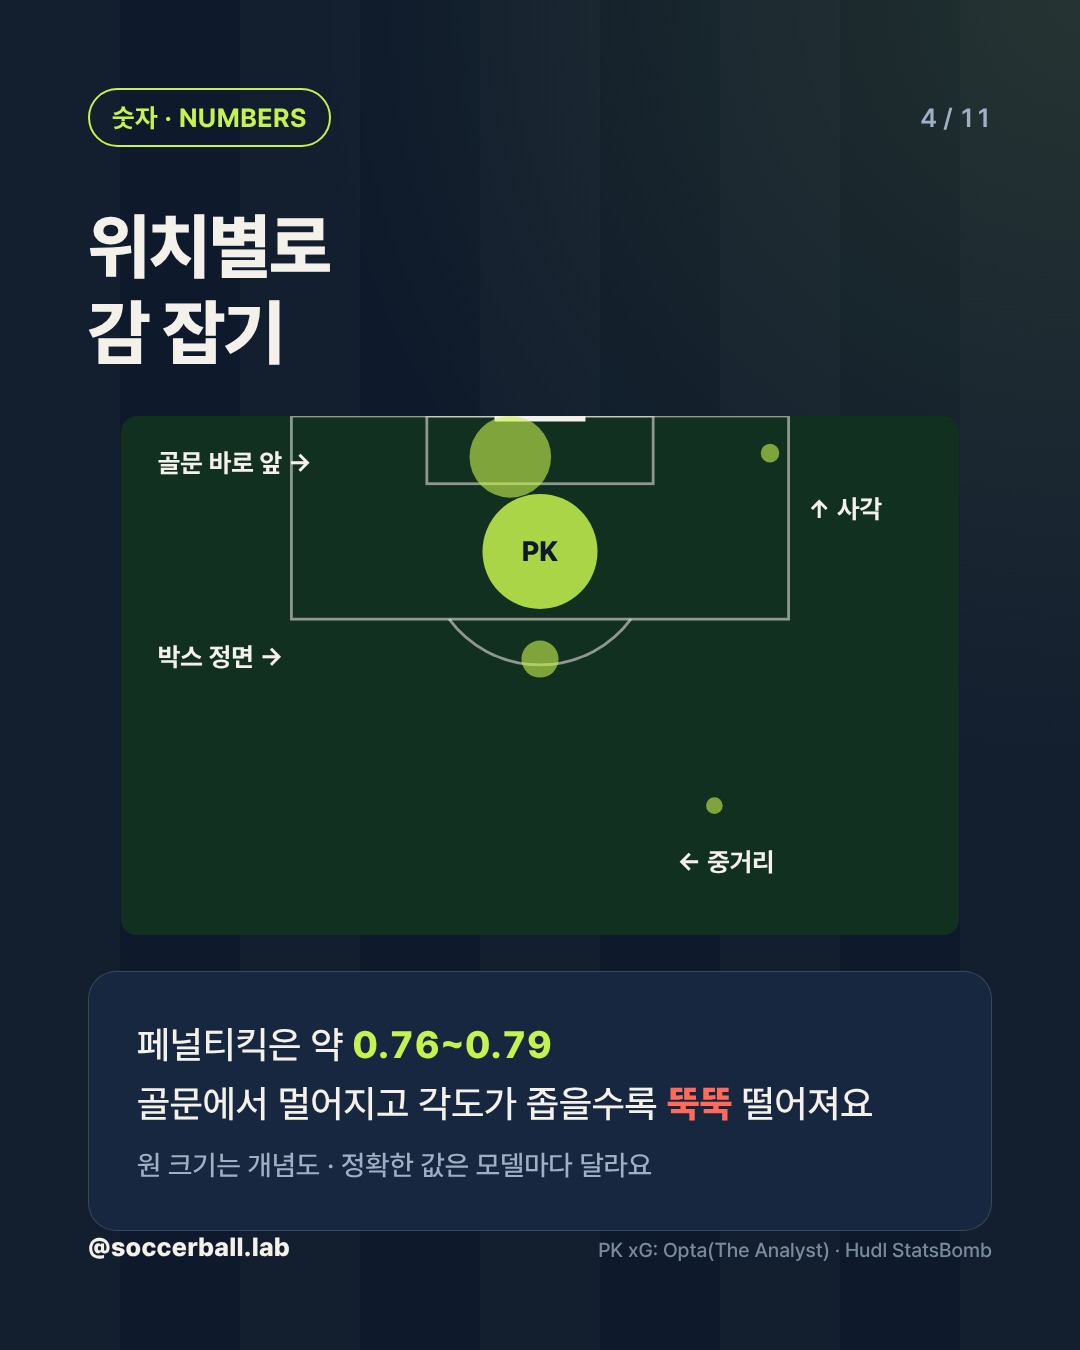 숫자 · NUMBERS
4 / 11
위치별로
감 잡기
골문 바로 앞 →
↑ 사각
PK
박스 정면 →
← 중거리
페널티킥은 약 0.76~0.79
골문에서 멀어지고 각도가 좁을수록 뚝뚝 떨어져요
원 크기는 개념도 · 정확한 값은 모델마다 달라요
@soccerball.lab
PK xG: Opta(The Analyst) · Hudl StatsBomb